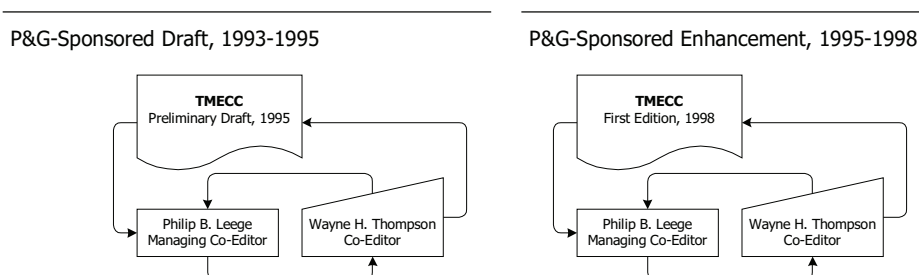 P&G-Sponsored Draft, 1993-1995
TMECC
Preliminary Draft, 1995
Philip B. Leege
Managing Co-Editor
Wayne H. Thompson
Co-Editor
P&G-Sponsored Enhancement, 1995-1998
TMECC
First Edition, 1998
Philip B. Leege
Managing Co-Editor
Wayne H. Thompson
Co-Editor